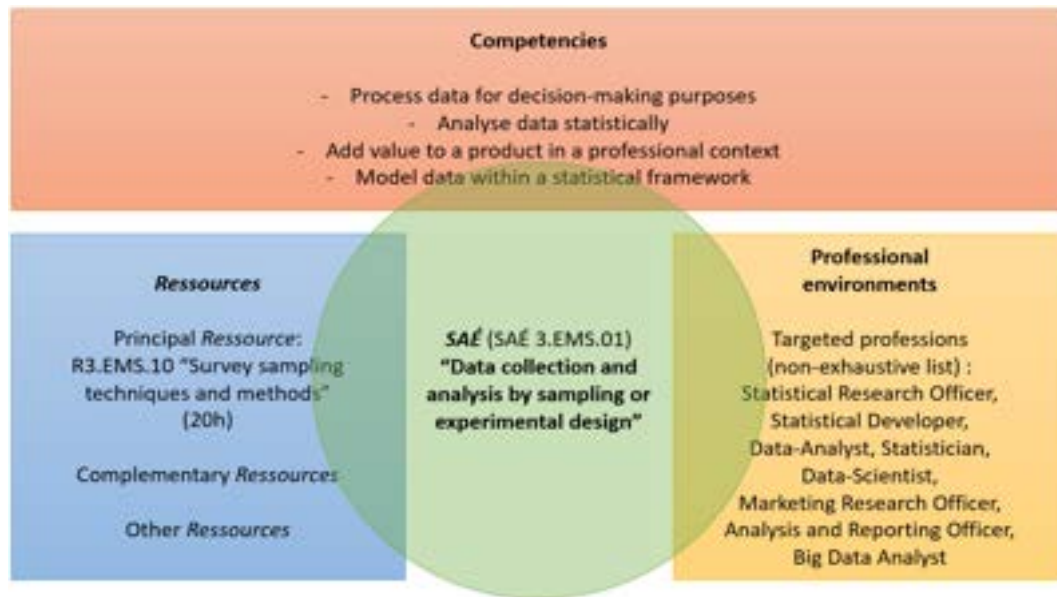 Competencies
- Process data for decision-making purposes
- Analyse data statistically
- Add value to a product in a professional context
- Model data within a statistical framework
Ressources
Principal Ressource:
R3.EMS.10 “Survey sampling
techniques and methods”
(20h)
Complementary Ressources
Other Ressources
SAÉ (SAÉ 3.EMS.01)
“Data collection and
analysis by sampling or
experimental design”
Professional
environments
Targeted professions
(non-exhaustive list) :
Statistical Research Officer,
Statistical Developer,
Data-Analyst, Statistician,
Data-Scientist,
Marketing Research Officer,
Analysis and Reporting Officer,
Big Data Analyst